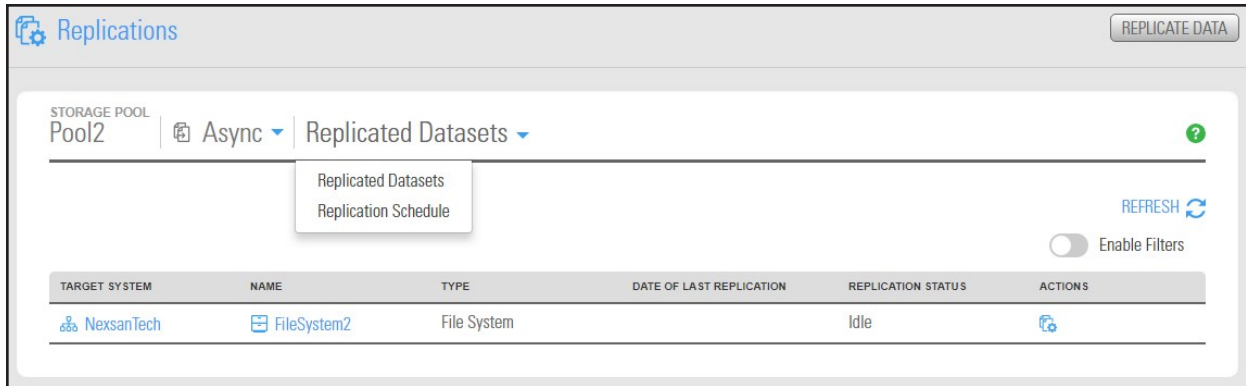 Replications
REPLICATE DATA
STORAGE POOL
Pool2
Async
Replicated Datasets
?
Replicated Datasets
Replication Schedule
REFRESH
Enable Filters
TARGET SYSTEM NAME TYPE DATE OF LAST REPLICATION REPLICATION STATUS ACTIONS
NexsanTech FileSystem2 File System Idle